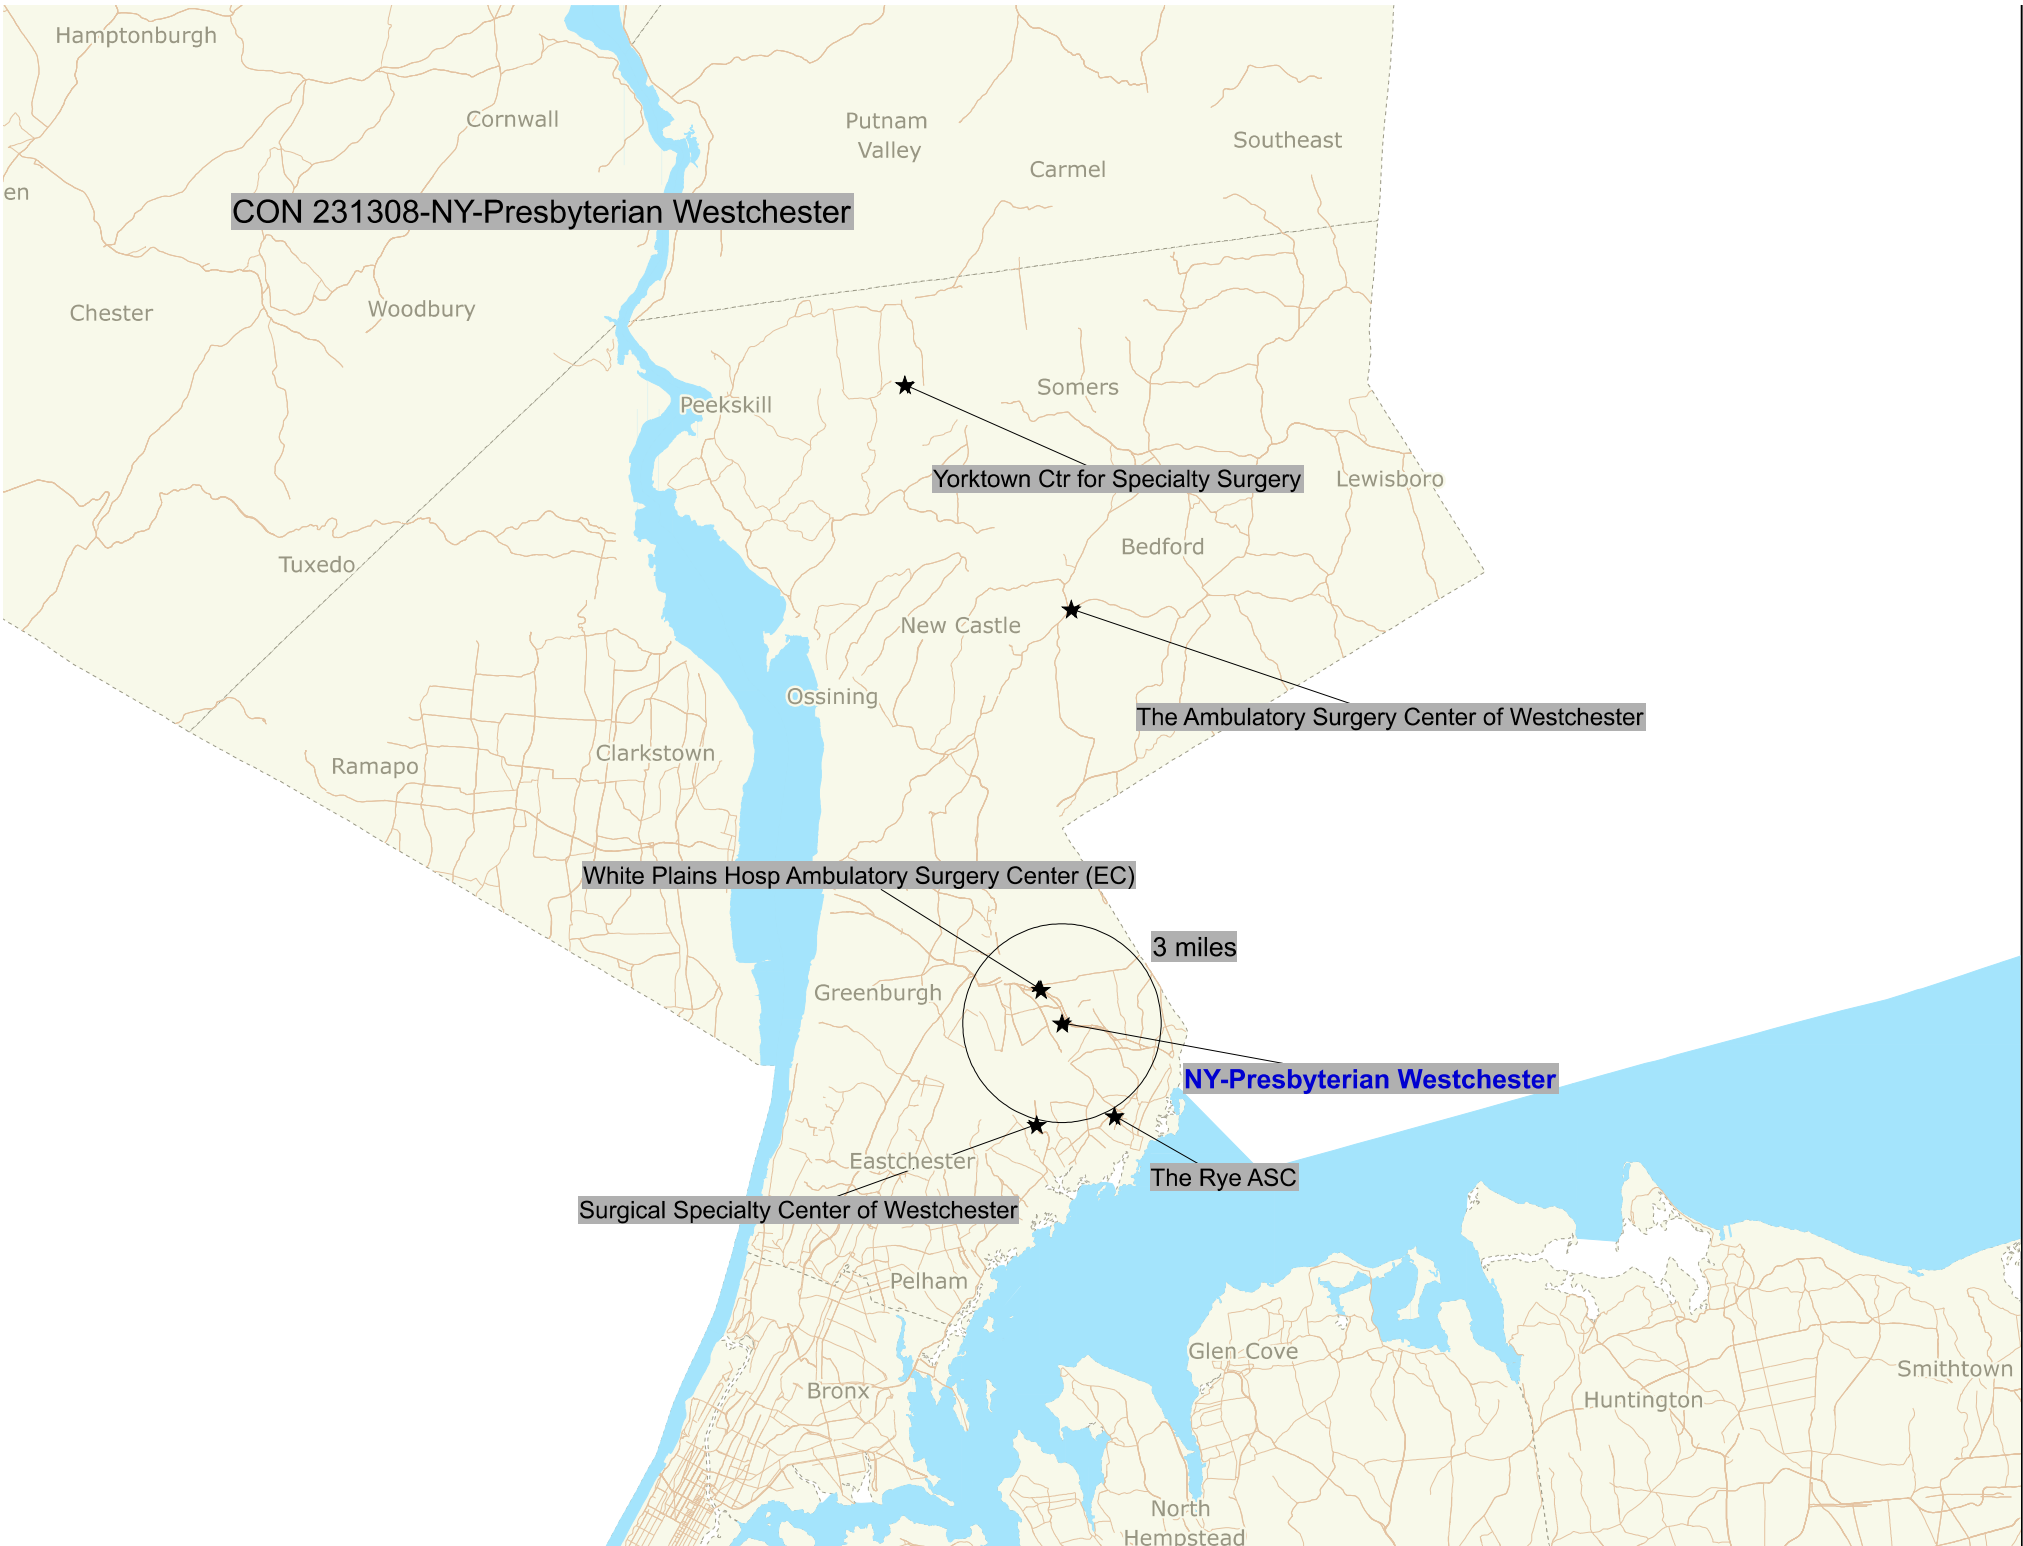 Hamptonburgh
Cornwall
Putnam
Valley
Southeast
Carmel
en
CON 231308-NY-Presbyterian Westchester
Chester
Woodbury
Somers
Peekskill
Yorktown Ctr for Specialty Surgery
Lewisboro
Bedford
Tuxedo
New Castle
Ossining
The Ambulatory Surgery Center of Westchester
Clarkstown
Ramapo
White Plains Hosp Ambulatory Surgery Center (EC)
3 miles
Greenburgh
NY-Presbyterian Westchester
Eastchester
The Rye ASC
Surgical Specialty Center of Westchester
Pelham
Glen Cove
Smithtown
Bronx
Huntington
North
Hempstead